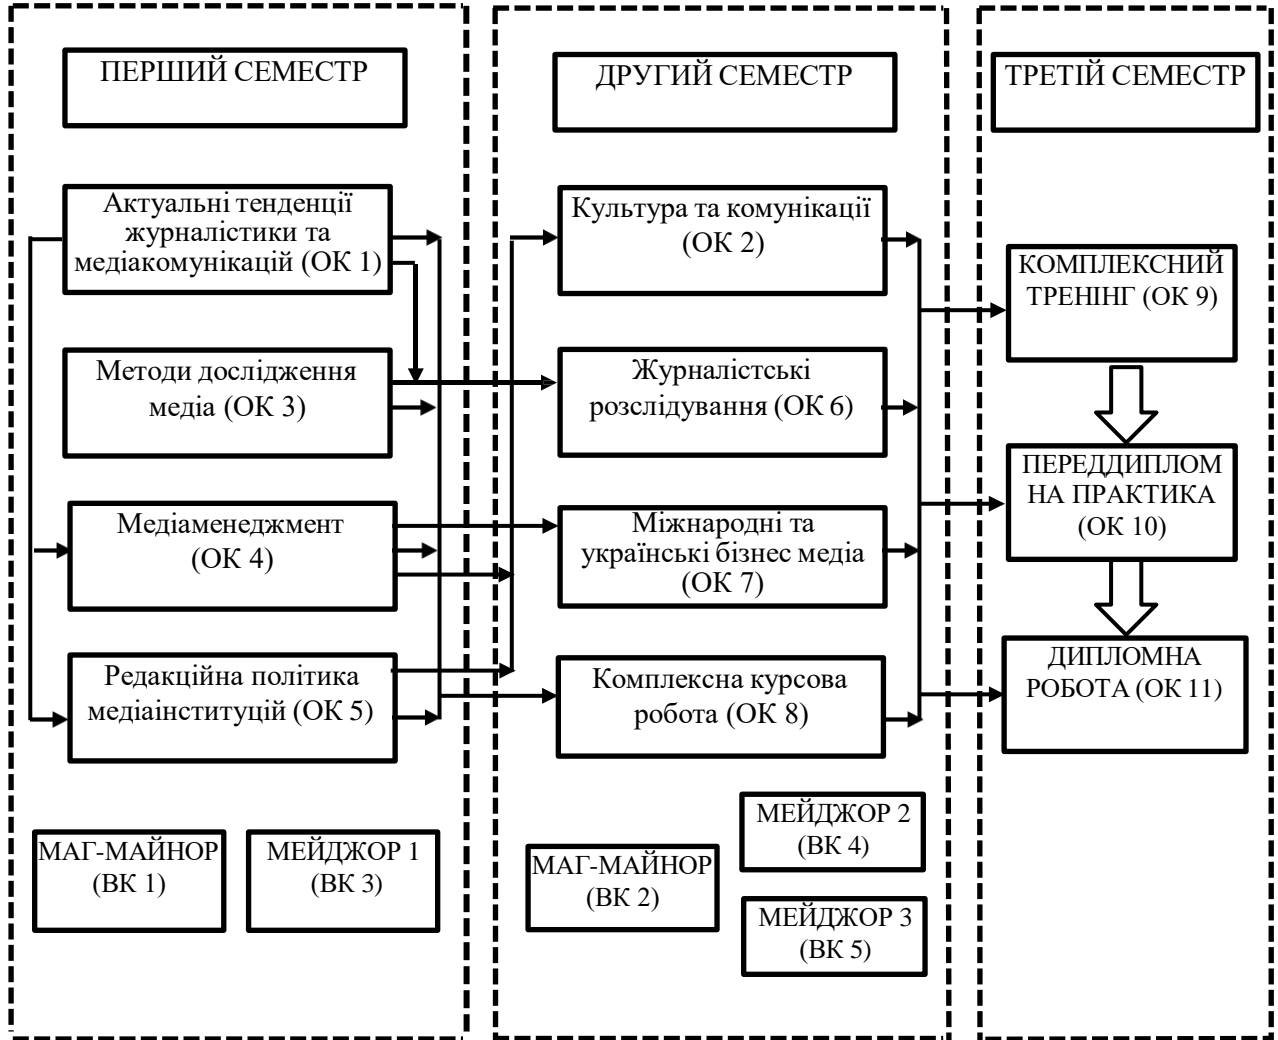 ПЕРШИЙ СЕМЕСТР
Актуальні тенденції
журналістики та
медіакомунікацій (ОК 1)
Методи дослідження
медіа (ОК 3)
Медіаменеджмент
(ОК 4)
Редакційна політика
медіаінституцій (ОК 5)
МАГ-МАЙНОР
(ВК 1)
МЕЙДЖОР 1
(ВК 3)
ДРУГИЙ СЕМЕСТР
Культура та комунікації
(ОК 2)
Журналістські
розслідування (ОК 6)
Міжнародні та
українські бізнес медіа
(ОК 7)
Комплексна курсова
робота (ОК 8)
МАГ-МАЙНОР
(ВК 2)
МЕЙДЖОР 2
(ВК 4)
МЕЙДЖОР 3
(ВК 5)
ТРЕТІЙ СЕМЕСТР
КОМПЛЕКСНИЙ
ТРЕНІНГ (ОК 9)
ПЕРЕДДИПЛОМ
НА ПРАКТИКА
(ОК 10)
ДИПЛОМНА
РОБОТА (ОК 11)